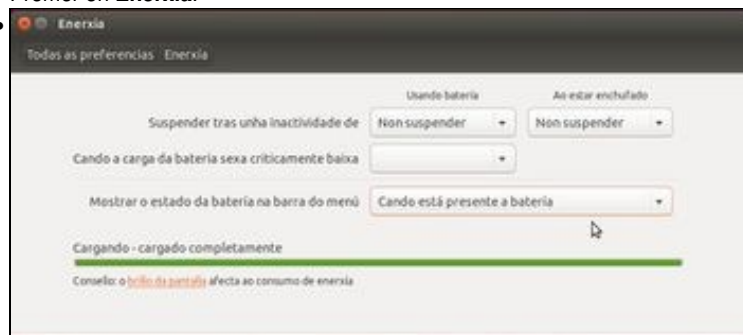 Premer en Enerxía.
Enerxía
Todas as preferencias Enerxía
Usando batería Ao estar enchufado
Suspender tras unha inactividade de Non suspender Non suspender
Cando a carga da batería sexa criticamente baixa
Mostrar o estado da batería na barra do menú Cando está presente a batería
Cargando - cargado completamente
Consello: o brillo da pantalla afecta ao consumo de enerxía